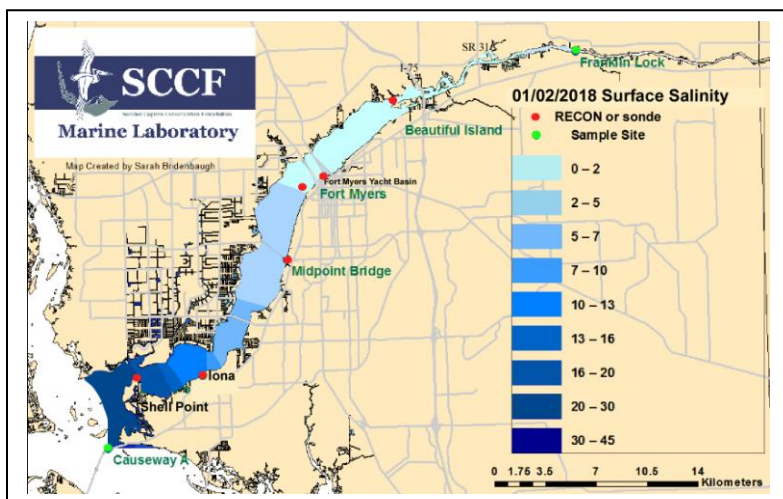 SCCF
Marine Laboratory
Map Created by Sarah Bridenbaugh
I-75
SR 31
Franklin Lock
01/02/2018 Surface Salinity
RECON or sonde
Sample Site
Beautiful Island
Fort Myers Yacht Basin
Fort Myers
Midpoint Bridge
Iona
Shell Point
Causeway A
0 – 2
2 – 5
5 – 7
7 – 10
10 – 13
13 – 16
16 – 20
20 – 30
30 – 45
0 1.75 3.5 7 10.5 14
Kilometers